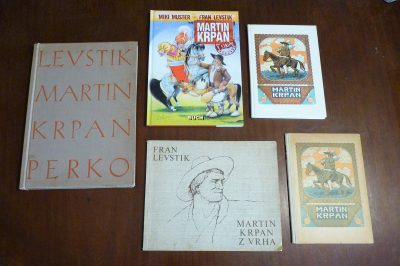 LEVSTIK
MARTIN
KRPAN
PERKO
MIKI MUSTER FRAN LEVSTIK
MARTIN
KRPAN
BUCH
MARTIN
KRPAN
FRAN
LEVSTIK
MARTIN
KRPAN
Z VRHA
MARTIN
KRPAN